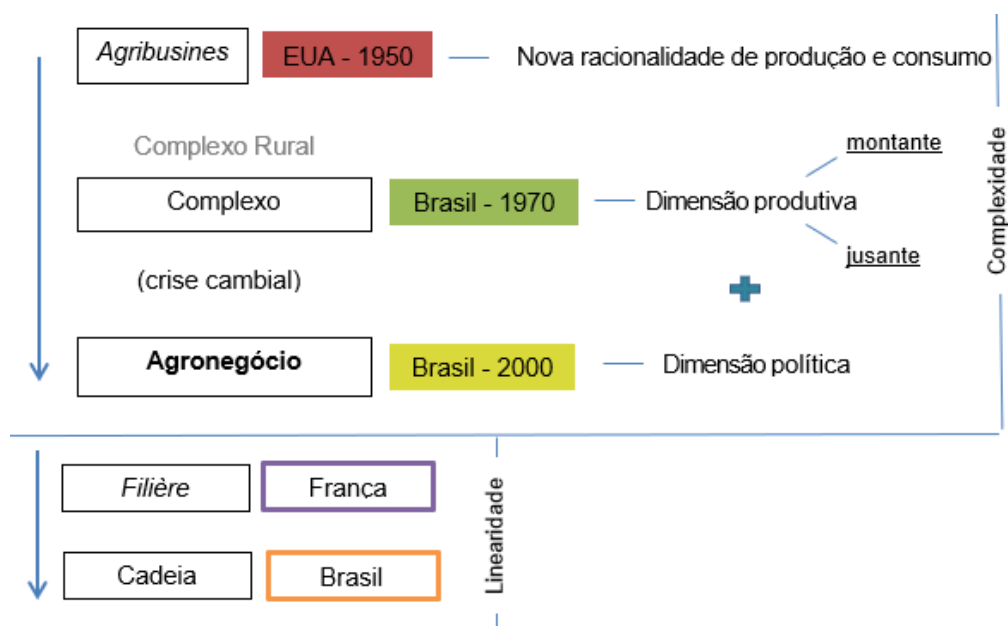 Agribusines
EUA - 1950
Nova racionalidade de produção e consumo
Complexo Rural
montante
Complexo
Brasil - 1970
Dimensão produtiva
jusante
(crise cambial)
Agronegócio
Brasil - 2000
Dimensão política
Complexidade
Filière
França
Cadeia
Brasil
Linearidade